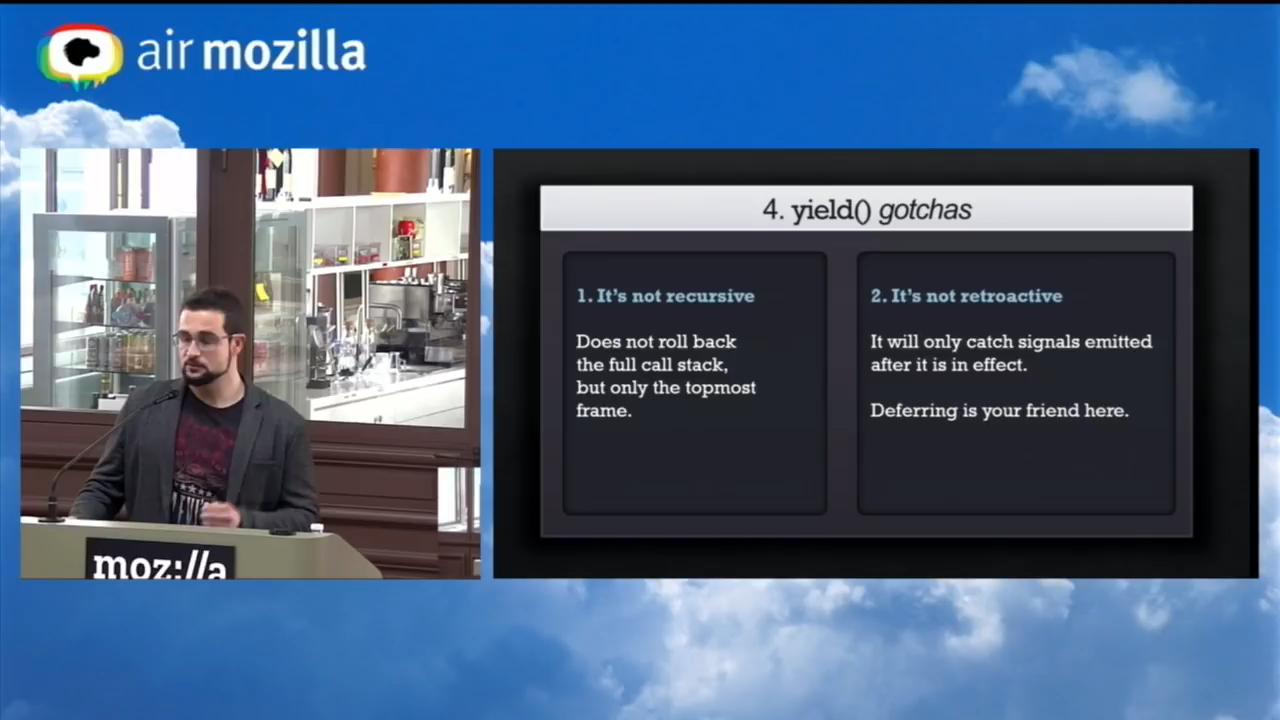 air mozilla
4. yield() gotchas
1. It's not recursive
Does not roll back
the full call stack,
but only the topmost
frame.
2. It's not retroactive
It will only catch signals emitted
after it is in effect.
Deferring is your friend here.
moz://a